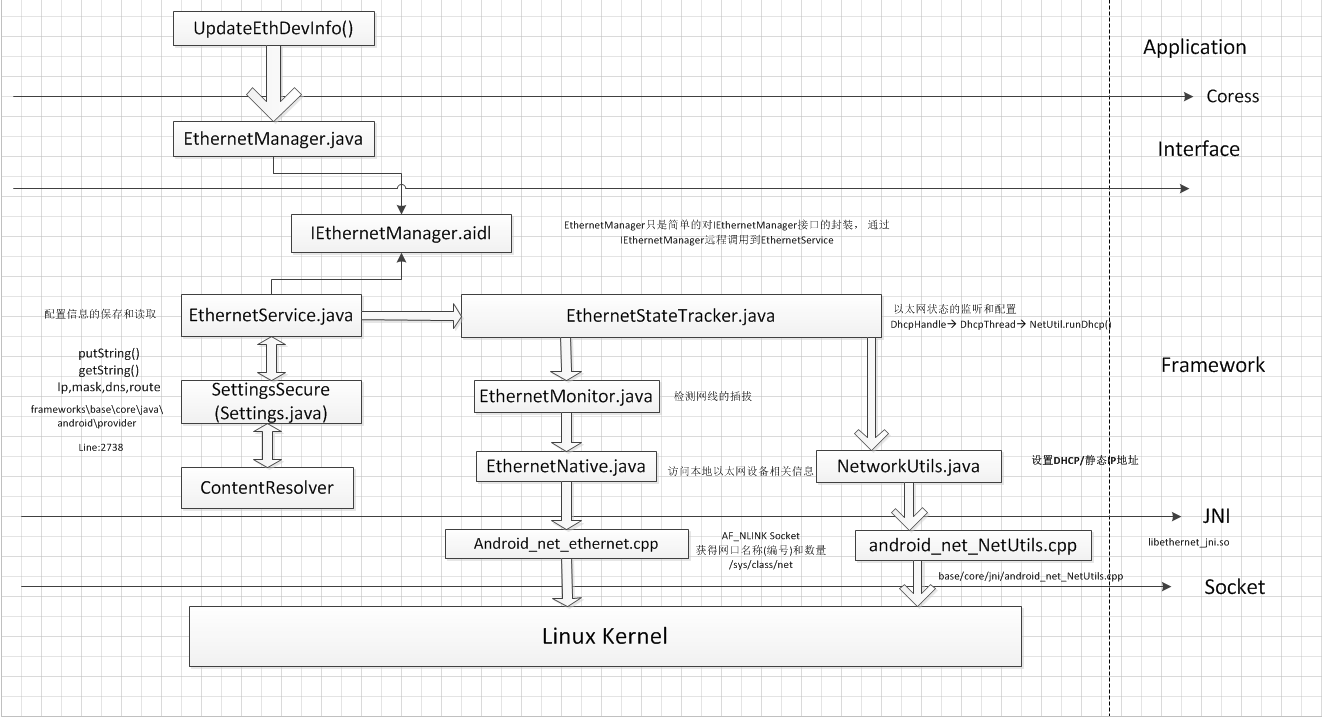 UpdateEthDevInfo()
Application
Coress
EthernetManager.java
Interface
IEthernetManager.aidl
EthernetManager只是简单的对IEthernetManager接口的封装， 通过
IEthernetManager远程调用到EthernetService
配置信息的保存和读取
EthernetService.java
EthernetStateTracker.java
以太网状态的监听和配置
DhcpHandle→ DhcpThread→ NetUtil.runDhcp()
putString()
getString()
Ip,mask,dns,route
frameworks\base\core\java\
android\provider
Line:2738
SettingsSecure
(Settings.java)
EthernetMonitor.java
检测网线的插拔
Framework
ContentResolver
EthernetNative.java
访问本地以太网设备相关信息
NetworkUtils.java
设置DHCP/静态IP地址
JNI
libethernet_jni.so
Android_net_ethernet.cpp
AF_NLINK Socket
获得网口名称(编号)和数量
/sys/class/net
android_net_NetUtils.cpp
base/core/jni/android_net_NetUtils.cpp
Socket
Linux Kernel